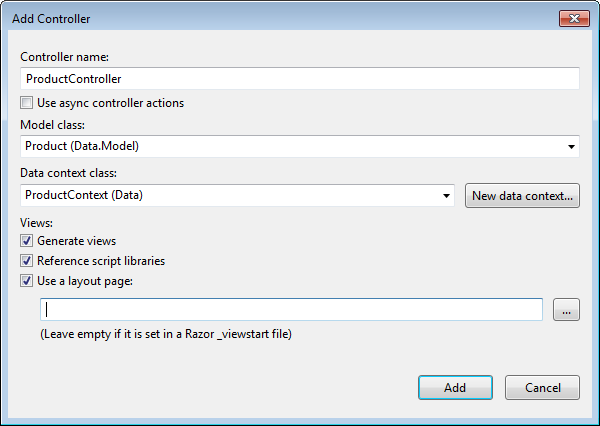 Add Controller
Controller name:
ProductController
Use async controller actions
Model class:
Product (Data.Model)
Data context class:
ProductContext (Data)
New data context...
Views:
Generate views
Reference script libraries
Use a layout page:
...
(Leave empty if it is set in a Razor _viewstart file)
Add
Cancel